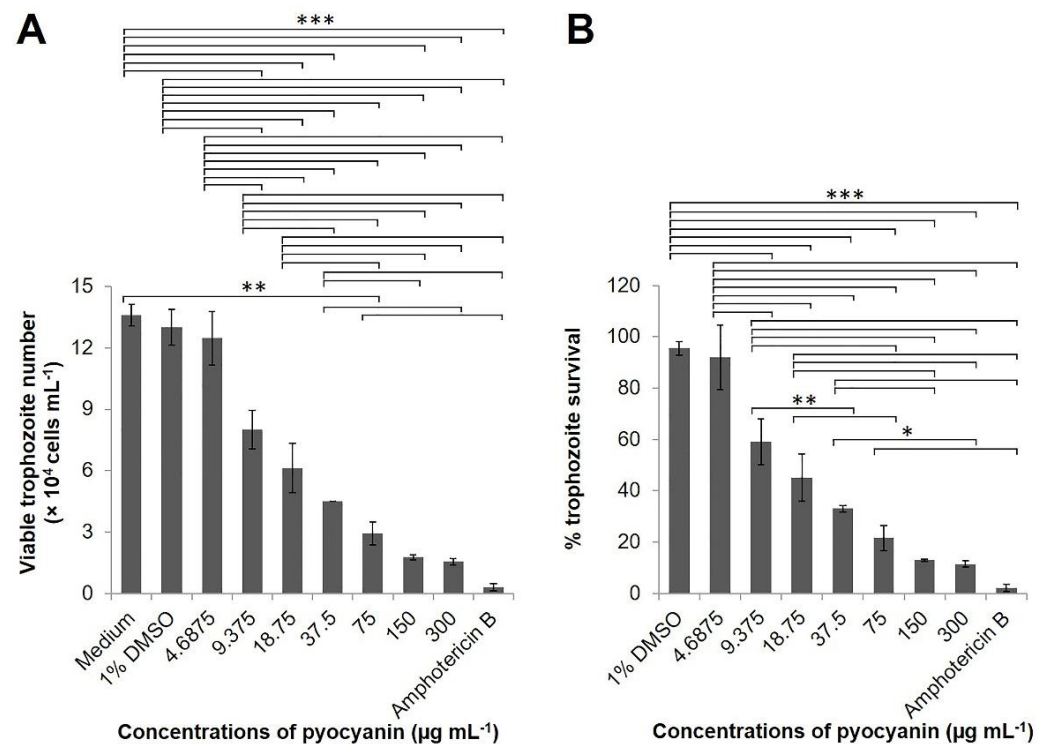 A
***
**
Viable trophozoite number
(× 10⁴ cells mL⁻¹)
15
12
9
6
3
0
Medium
1% DMSO
4.6875
9.375
18.75
37.5
75
150
300
Amphotericin B
Concentrations of pyocyanin (µg mL⁻¹)
B
***
**
*
% trophozoite survival
120
100
80
60
40
20
0
1% DMSO
4.6875
9.375
18.75
37.5
75
150
300
Amphotericin B
Concentrations of pyocyanin (µg mL⁻¹)